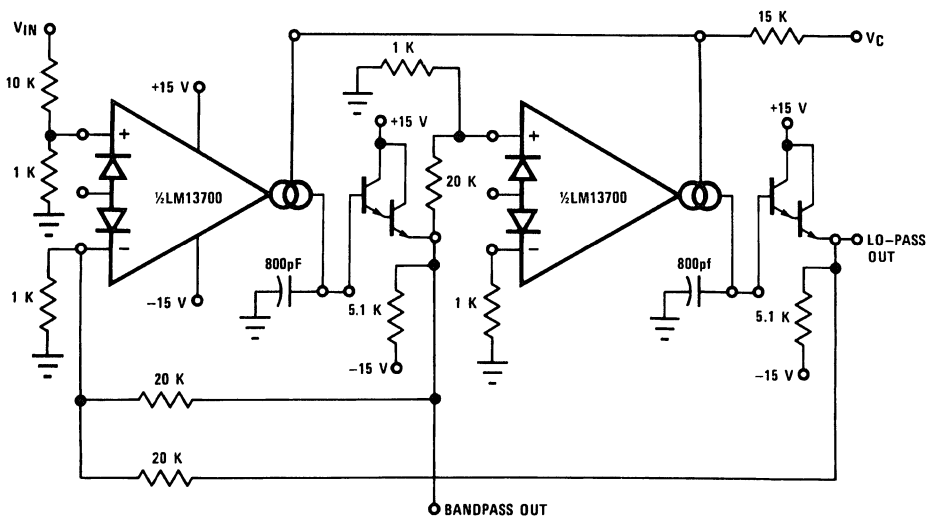 VIN
15 K
VC
1 K
10 K
+15 V
+15 V
+15 V
+
+
1 K
½LM13700
20 K
½LM13700
−
−
LO-PASS
OUT
800pF
800pf
1 K
−15 V
5.1 K
1 K
5.1 K
−15 V
−15 V
20 K
20 K
BANDPASS OUT